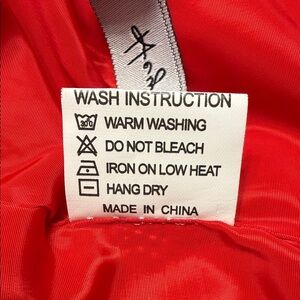 WASH INSTRUCTION
WARM WASHING
DO NOT BLEACH
IRON ON LOW HEAT
HANG DRY
MADE IN CHINA